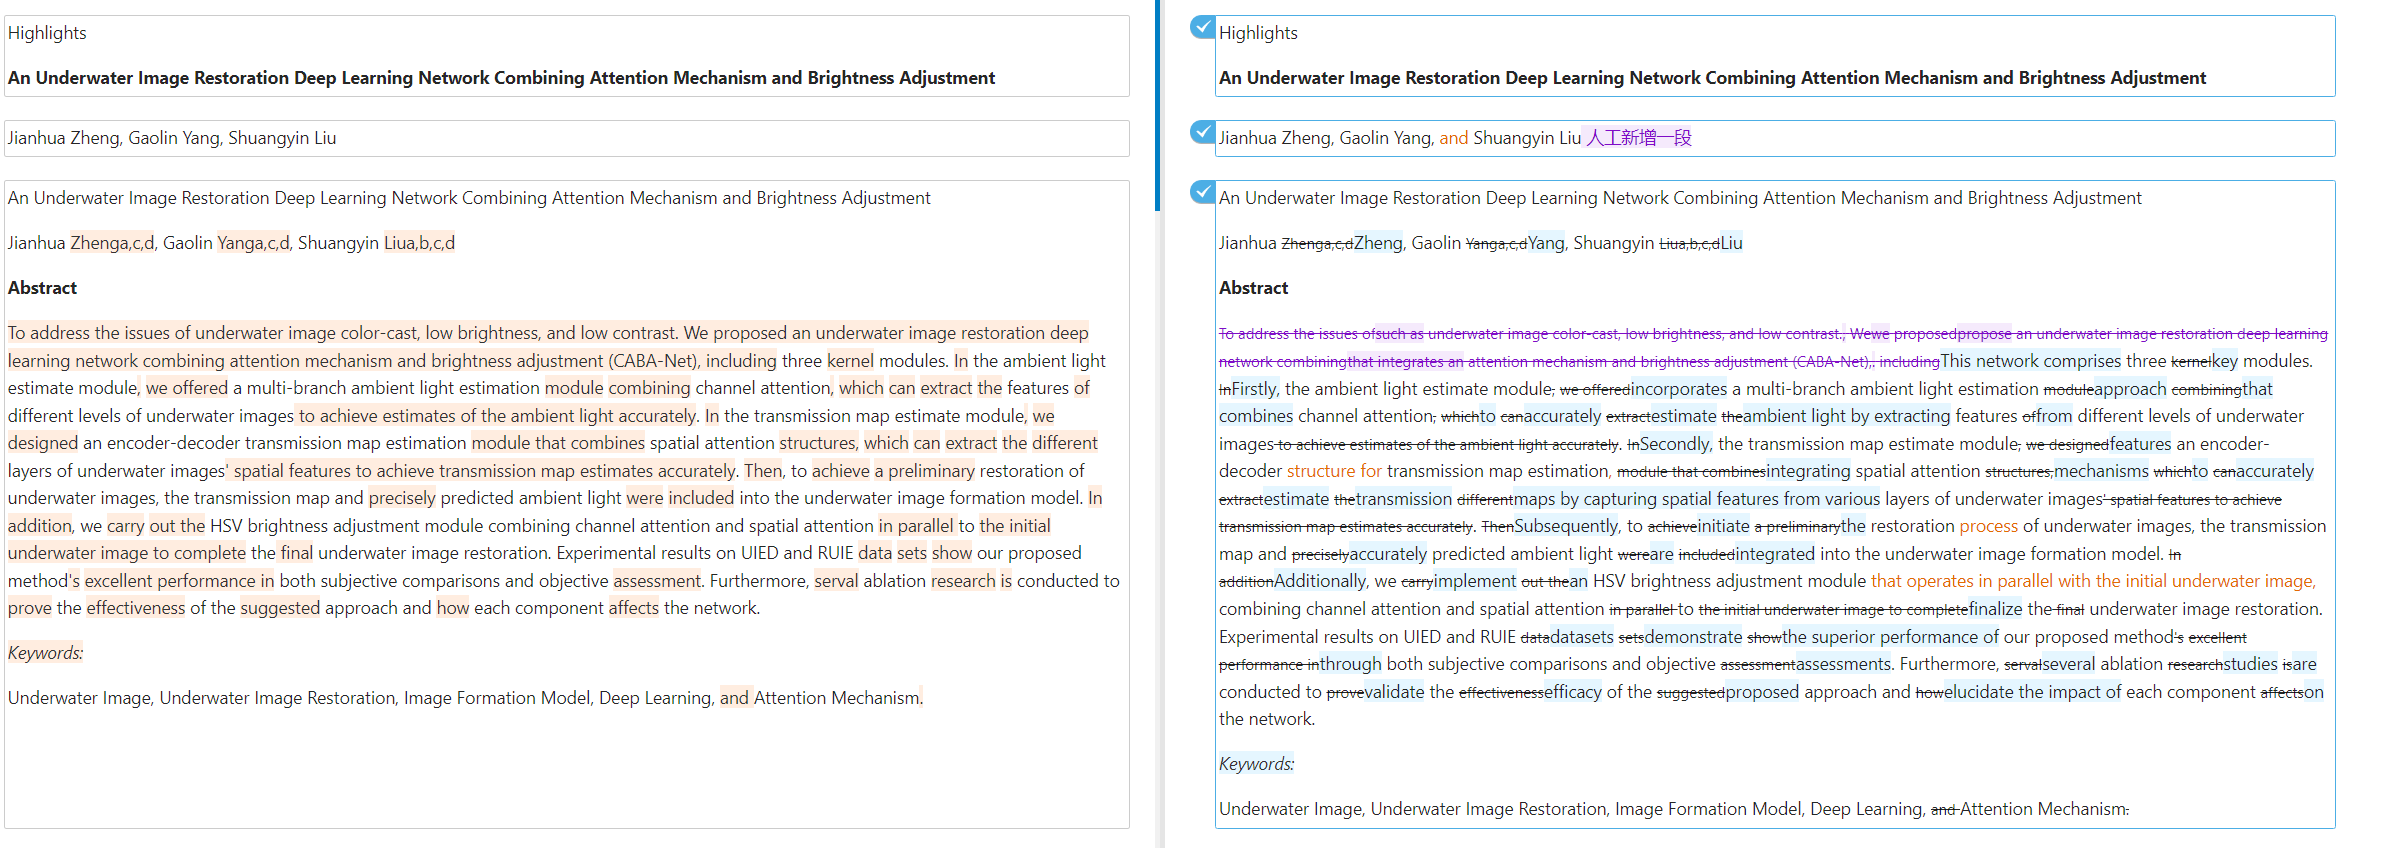 Highlights
An Underwater Image Restoration Deep Learning Network Combining Attention Mechanism and Brightness Adjustment
Jianhua Zheng, Gaolin Yang, Shuangyin Liu
An Underwater Image Restoration Deep Learning Network Combining Attention Mechanism and Brightness Adjustment
Jianhua Zhenga,c,d, Gaolin Yanga,c,d, Shuangyin Liua,b,c,d
Abstract
To address the issues of underwater image color-cast, low brightness, and low contrast. We proposed an underwater image restoration deep
learning network combining attention mechanism and brightness adjustment (CABA-Net), including three kernel modules. In the ambient light
estimate module, we offered a multi-branch ambient light estimation module combining channel attention, which can extract the features of
different levels of underwater images to achieve estimates of the ambient light accurately. In the transmission map estimate module, we
designed an encoder-decoder transmission map estimation module that combines spatial attention structures, which can extract the different
layers of underwater images' spatial features to achieve transmission map estimates accurately. Then, to achieve a preliminary restoration of
underwater images, the transmission map and precisely predicted ambient light were included into the underwater image formation model. In
addition, we carry out the HSV brightness adjustment module combining channel attention and spatial attention in parallel to the initial
underwater image to complete the final underwater image restoration. Experimental results on UIED and RUIE data sets show our proposed
method's excellent performance in both subjective comparisons and objective assessment. Furthermore, serval ablation research is conducted to
prove the effectiveness of the suggested approach and how each component affects the network.
Keywords:
Underwater Image, Underwater Image Restoration, Image Formation Model, Deep Learning, and Attention Mechanism.
Highlights
An Underwater Image Restoration Deep Learning Network Combining Attention Mechanism and Brightness Adjustment
Jianhua Zheng, Gaolin Yang, and Shuangyin Liu 人工新增一段
An Underwater Image Restoration Deep Learning Network Combining Attention Mechanism and Brightness Adjustment
Jianhua Zhenga,c,dZheng, Gaolin Yanga,c,dYang, Shuangyin Liua,b,c,dLiu
Abstract
To address the issues ofsuch as underwater image color-cast, low brightness, and low contrast., Wewe proposedpropose an underwater image restoration deep learning
network combiningthat integrates an attention mechanism and brightness adjustment (CABA-Net),. includingThis network comprises three kernelkey modules.
InFirstly, the ambient light estimate module, we offeredincorporates a multi-branch ambient light estimation moduleapproach combiningthat
combines channel attention, whichto canaccurately extractestimate theambient light by extracting features offrom different levels of underwater
images to achieve estimates of the ambient light accurately. InSecondly, the transmission map estimate module, we designedfeatures an encoder-
decoder structure for transmission map estimation, module that combinesintegrating spatial attention structures,mechanisms whichto canaccurately
extractestimate thetransmission differentmaps by capturing spatial features from various layers of underwater images' spatial features to achieve
transmission map estimates accurately. ThenSubsequently, to achieveinitiate a preliminarythe restoration process of underwater images, the transmission
map and preciselyaccurately predicted ambient light wereare includedintegrated into the underwater image formation model. In
additionAdditionally, we carryimplement out thean HSV brightness adjustment module that operates in parallel with the initial underwater image,
combining channel attention and spatial attention in parallel to the initial underwater image to completefinalize the final underwater image restoration.
Experimental results on UIED and RUIE datadatasets setsdemonstrate showthe superior performance of our proposed method's excellent
performance inthrough both subjective comparisons and objective assessmentassessments. Furthermore, servalseveral ablation researchstudies isare
conducted to provevalidate the effectivenessefficacy of the suggestedproposed approach and howelucidate the impact of each component affectson
the network.
Keywords:
Underwater Image, Underwater Image Restoration, Image Formation Model, Deep Learning, and Attention Mechanism.